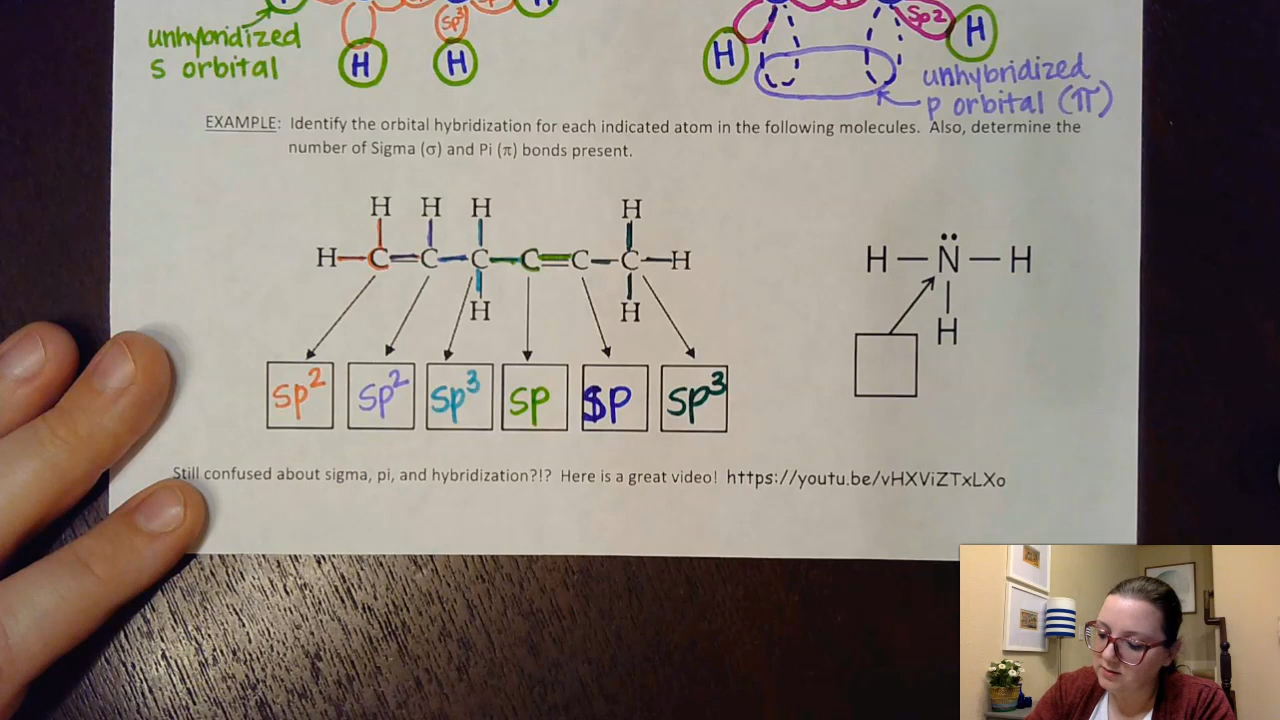 sp³
sp2
H
unhybridized
s orbital
H
H
H
unhybridized
p orbital (π)
EXAMPLE: Identify the orbital hybridization for each indicated atom in the following molecules. Also, determine the
number of Sigma (σ) and Pi (π) bonds present.
H H H H
H—C=C—C—C≡C—C—H
H H
H—N̈—H
H
sp² sp² sp³ sp sp sp³
Still confused about sigma, pi, and hybridization?!? Here is a great video! https://youtu.be/vHXViZTxLXo